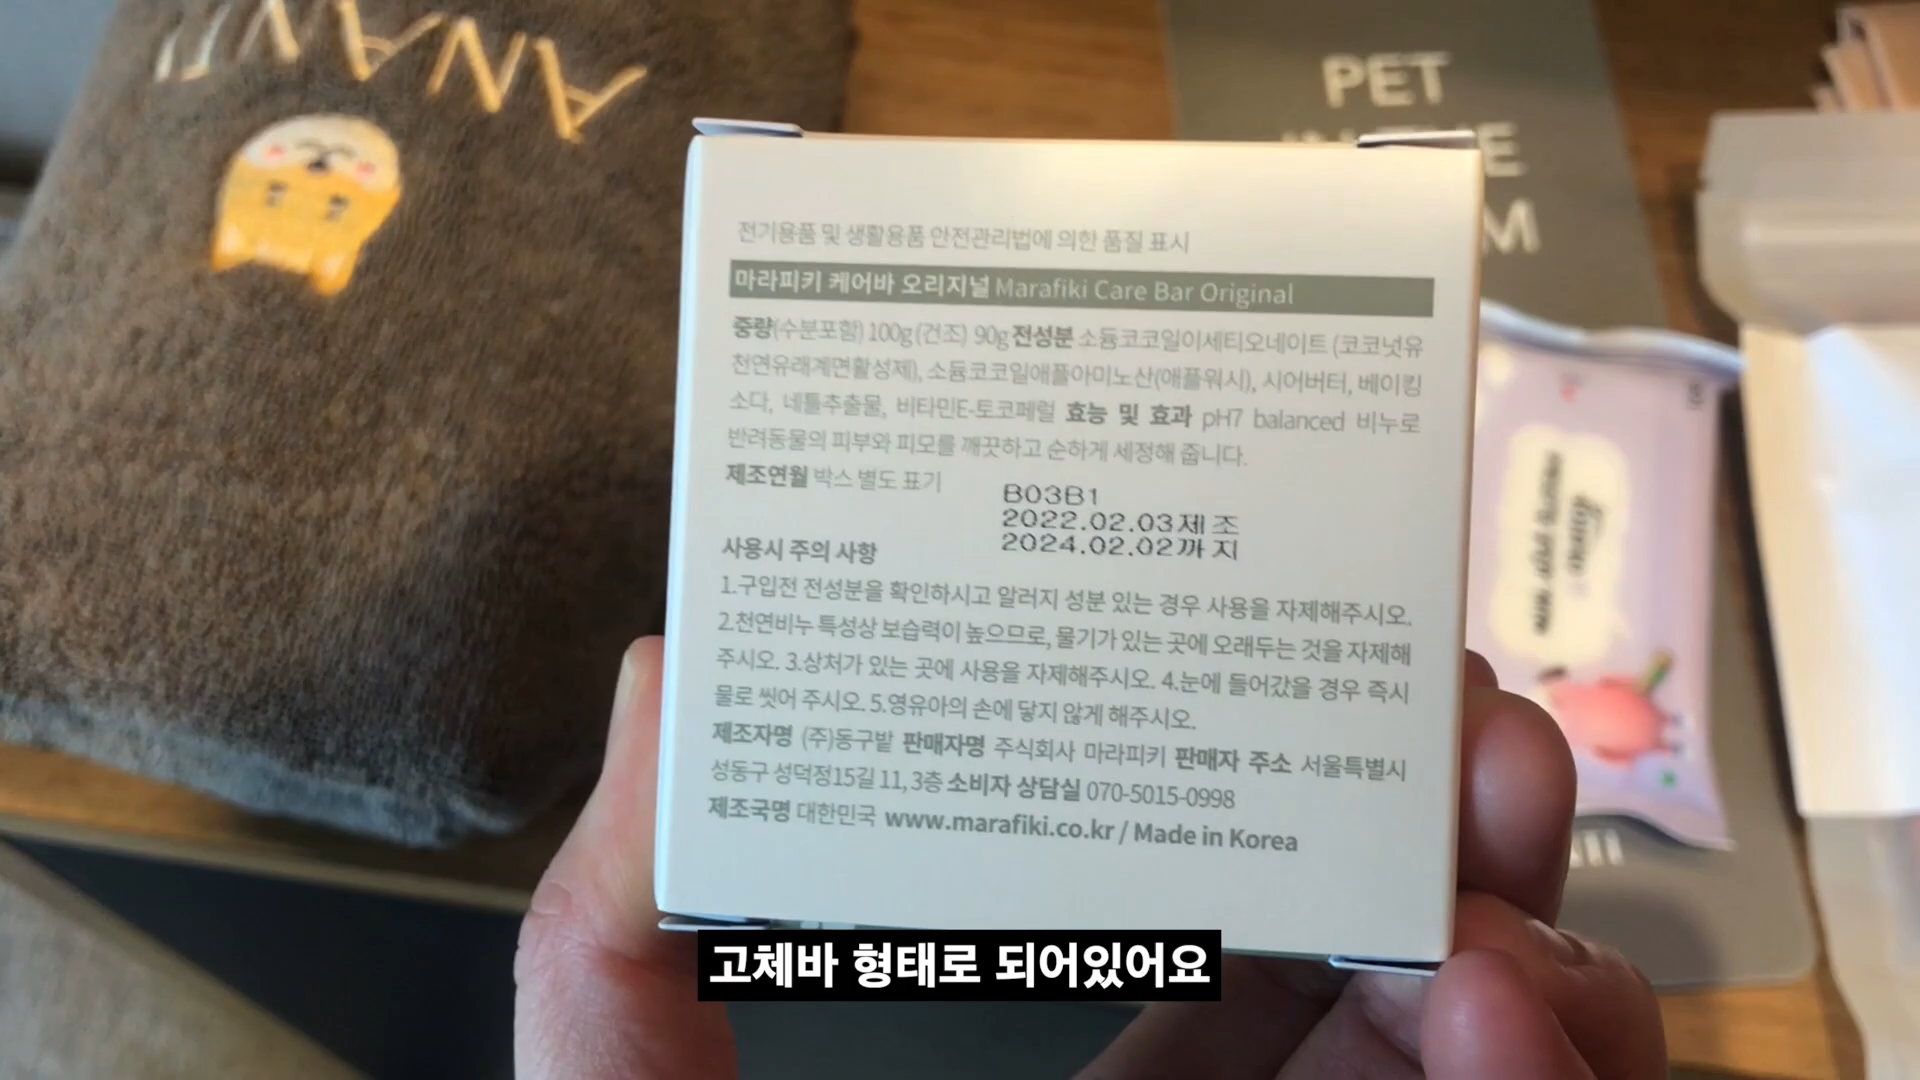 ANANTI
PET
IN THE
전기용품 및 생활용품 안전관리법에 의한 품질 표시
마라피키 케어바 오리지널 Marafiki Care Bar Original
중량(수분포함) 100g (건조) 90g 전성분 소듐코코일이세티오네이트 (코코넛유
천연유래계면활성제), 소듐코코일애플아미노산(애플워시), 시어버터, 베이킹
소다, 네틀추출물, 비타민E-토코페럴 효능 및 효과 pH7 balanced 비누로
반려동물의 피부와 피모를 깨끗하고 순하게 세정해 줍니다.
제조연월 박스 별도 표기
B03B1
2022.02.03제조
2024.02.02까지
사용시 주의 사항
1.구입전 전성분을 확인하시고 알러지 성분 있는 경우 사용을 자제해주시오.
2.천연비누 특성상 보습력이 높으므로, 물기가 있는 곳에 오래두는 것을 자제해
주시오. 3.상처가 있는 곳에 사용을 자제해주시오. 4.눈에 들어갔을 경우 즉시
물로 씻어 주시오. 5.영유아의 손에 닿지 않게 해주시오.
제조자명 (주)동구밭 판매자명 주식회사 마라피키 판매자 주소 서울특별시
성동구 성덕정15길 11, 3층 소비자 상담실 070-5015-0998
제조국명 대한민국 www.marafiki.co.kr / Made in Korea
고체바 형태로 되어있어요